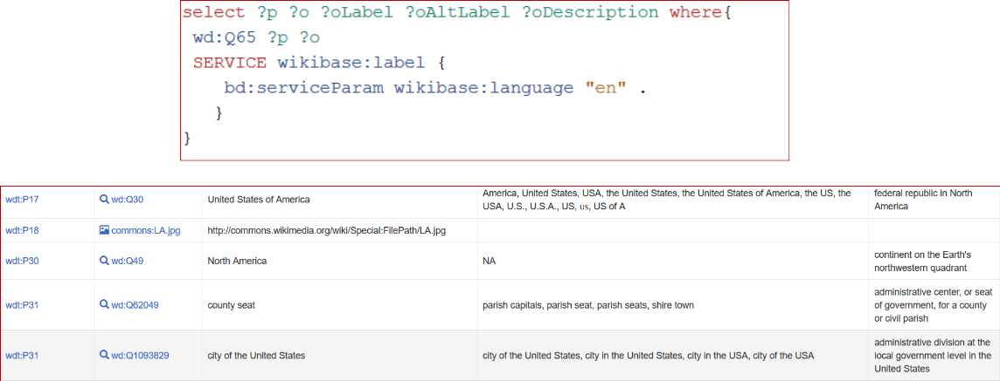 select ?p ?o ?oLabel ?oAltLabel ?oDescription where{
wd:Q65 ?p ?o
SERVICE wikibase:label {
bd:serviceParam wikibase:language "en" .
}
}
wdt:P17
wd:Q30
United States of America
America, United States, USA, the United States, the United States of America, the US, the
USA, U.S., U.S.A., US, us, US of A
federal republic in North
America
wdt:P18
commons:LA.jpg
http://commons.wikimedia.org/wiki/Special:FilePath/LA.jpg
wdt:P30
wd:Q49
North America
NA
continent on the Earth's
northwestern quadrant
wdt:P31
wd:Q62049
county seat
parish capitals, parish seat, parish seats, shire town
administrative center, or seat
of government, for a county
or civil parish
wdt:P31
wd:Q1093829
city of the United States
city of the United States, city in the United States, city in the USA, city of the USA
administrative division at the
local government level in the
United States